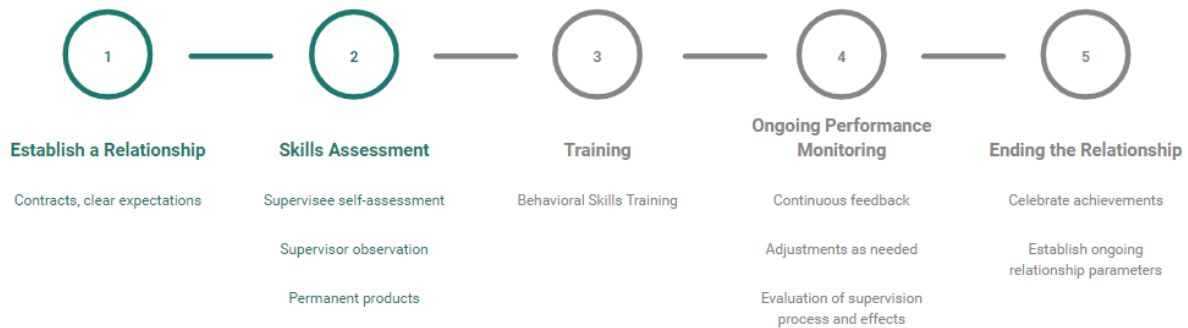 1
2
3
4
5
Establish a Relationship
Contracts, clear expectations
Skills Assessment
Supervisee self-assessment
Supervisor observation
Permanent products
Training
Behavioral Skills Training
Ongoing Performance
Monitoring
Continuous feedback
Adjustments as needed
Evaluation of supervision
process and effects
Ending the Relationship
Celebrate achievements
Establish ongoing
relationship parameters